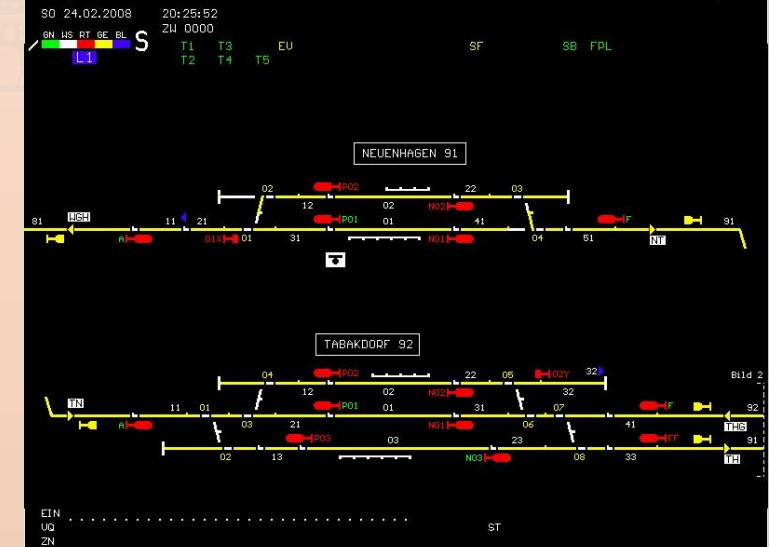 SO 24.02.2008 20:25:52
ZW 0000
GN WS RT GE BL S
L1
T1 T3 EU SF SB FPL
T2 T4 T5
NEUENHAGEN 91
02 P02 22 03
12 02 N02
81 WGH 11 21 P01 01 41 F 91
A 01X 01 31 N01 04 51 NT
TABAKDORF 92
04 P02 22 05 02Y 32 Bild 2
12 02 N02 32
TN 11 01 P01 01 31 07 F 92
A 03 21 N01 06 41 THG
P03 03 23 FF 91
02 13 N03 08 33 TH
EIN
UQ ST
ZN